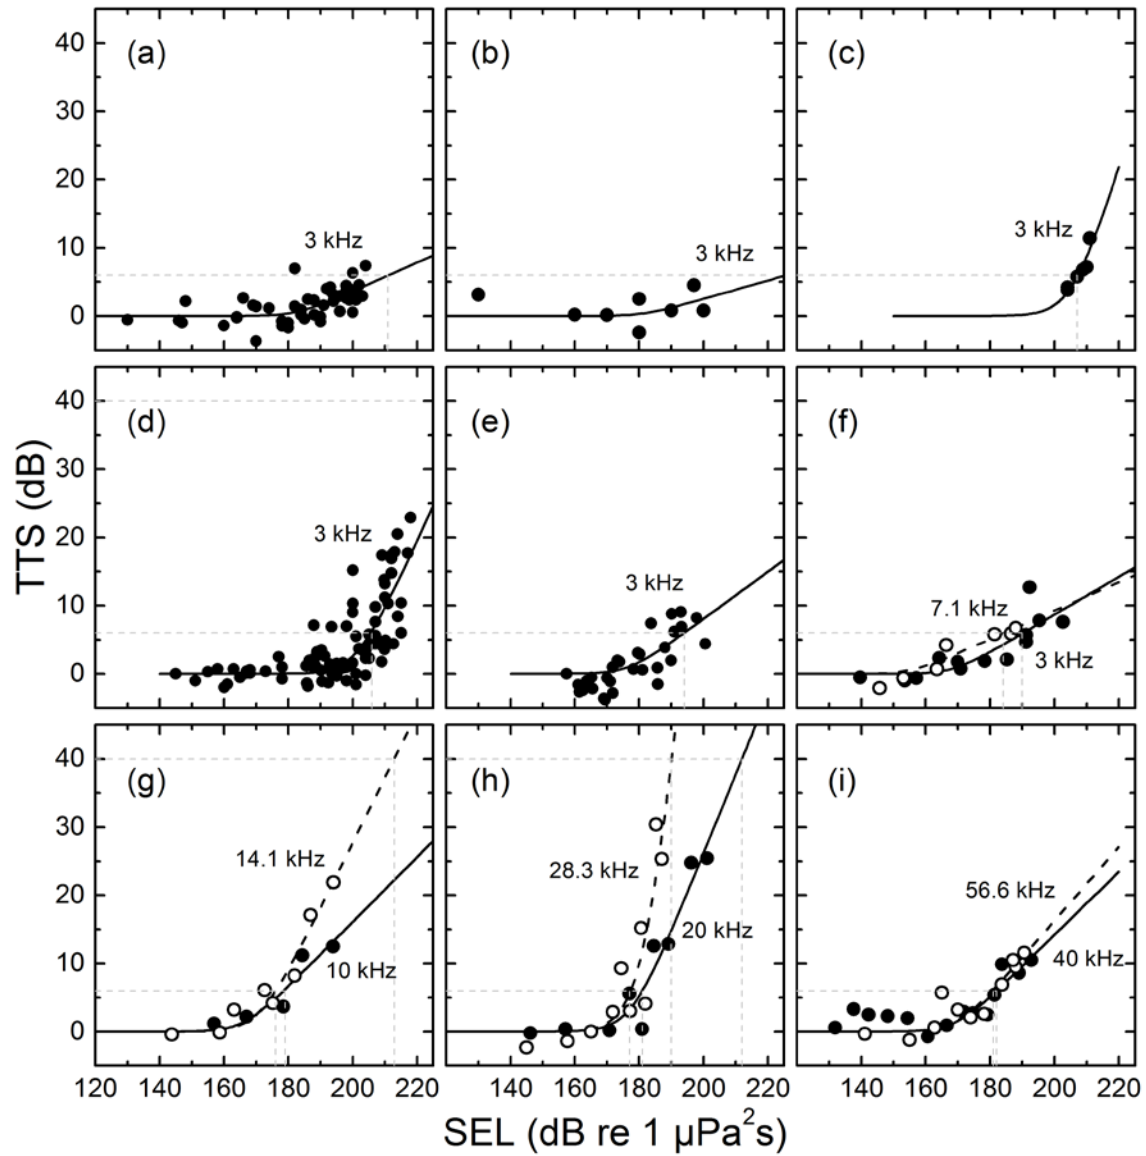 40
30
20
10
0
(a)
3 kHz
(b)
3 kHz
(c)
3 kHz
TTS (dB)
40
30
20
10
0
(d)
3 kHz
(e)
3 kHz
(f)
7.1 kHz
3 kHz
40
30
20
10
0
(g)
14.1 kHz
10 kHz
(h)
28.3 kHz
20 kHz
(i)
56.6 kHz
40 kHz
120 140 160 180 200 220 140 160 180 200 220 140 160 180 200 220
SEL (dB re 1 µPa²s)